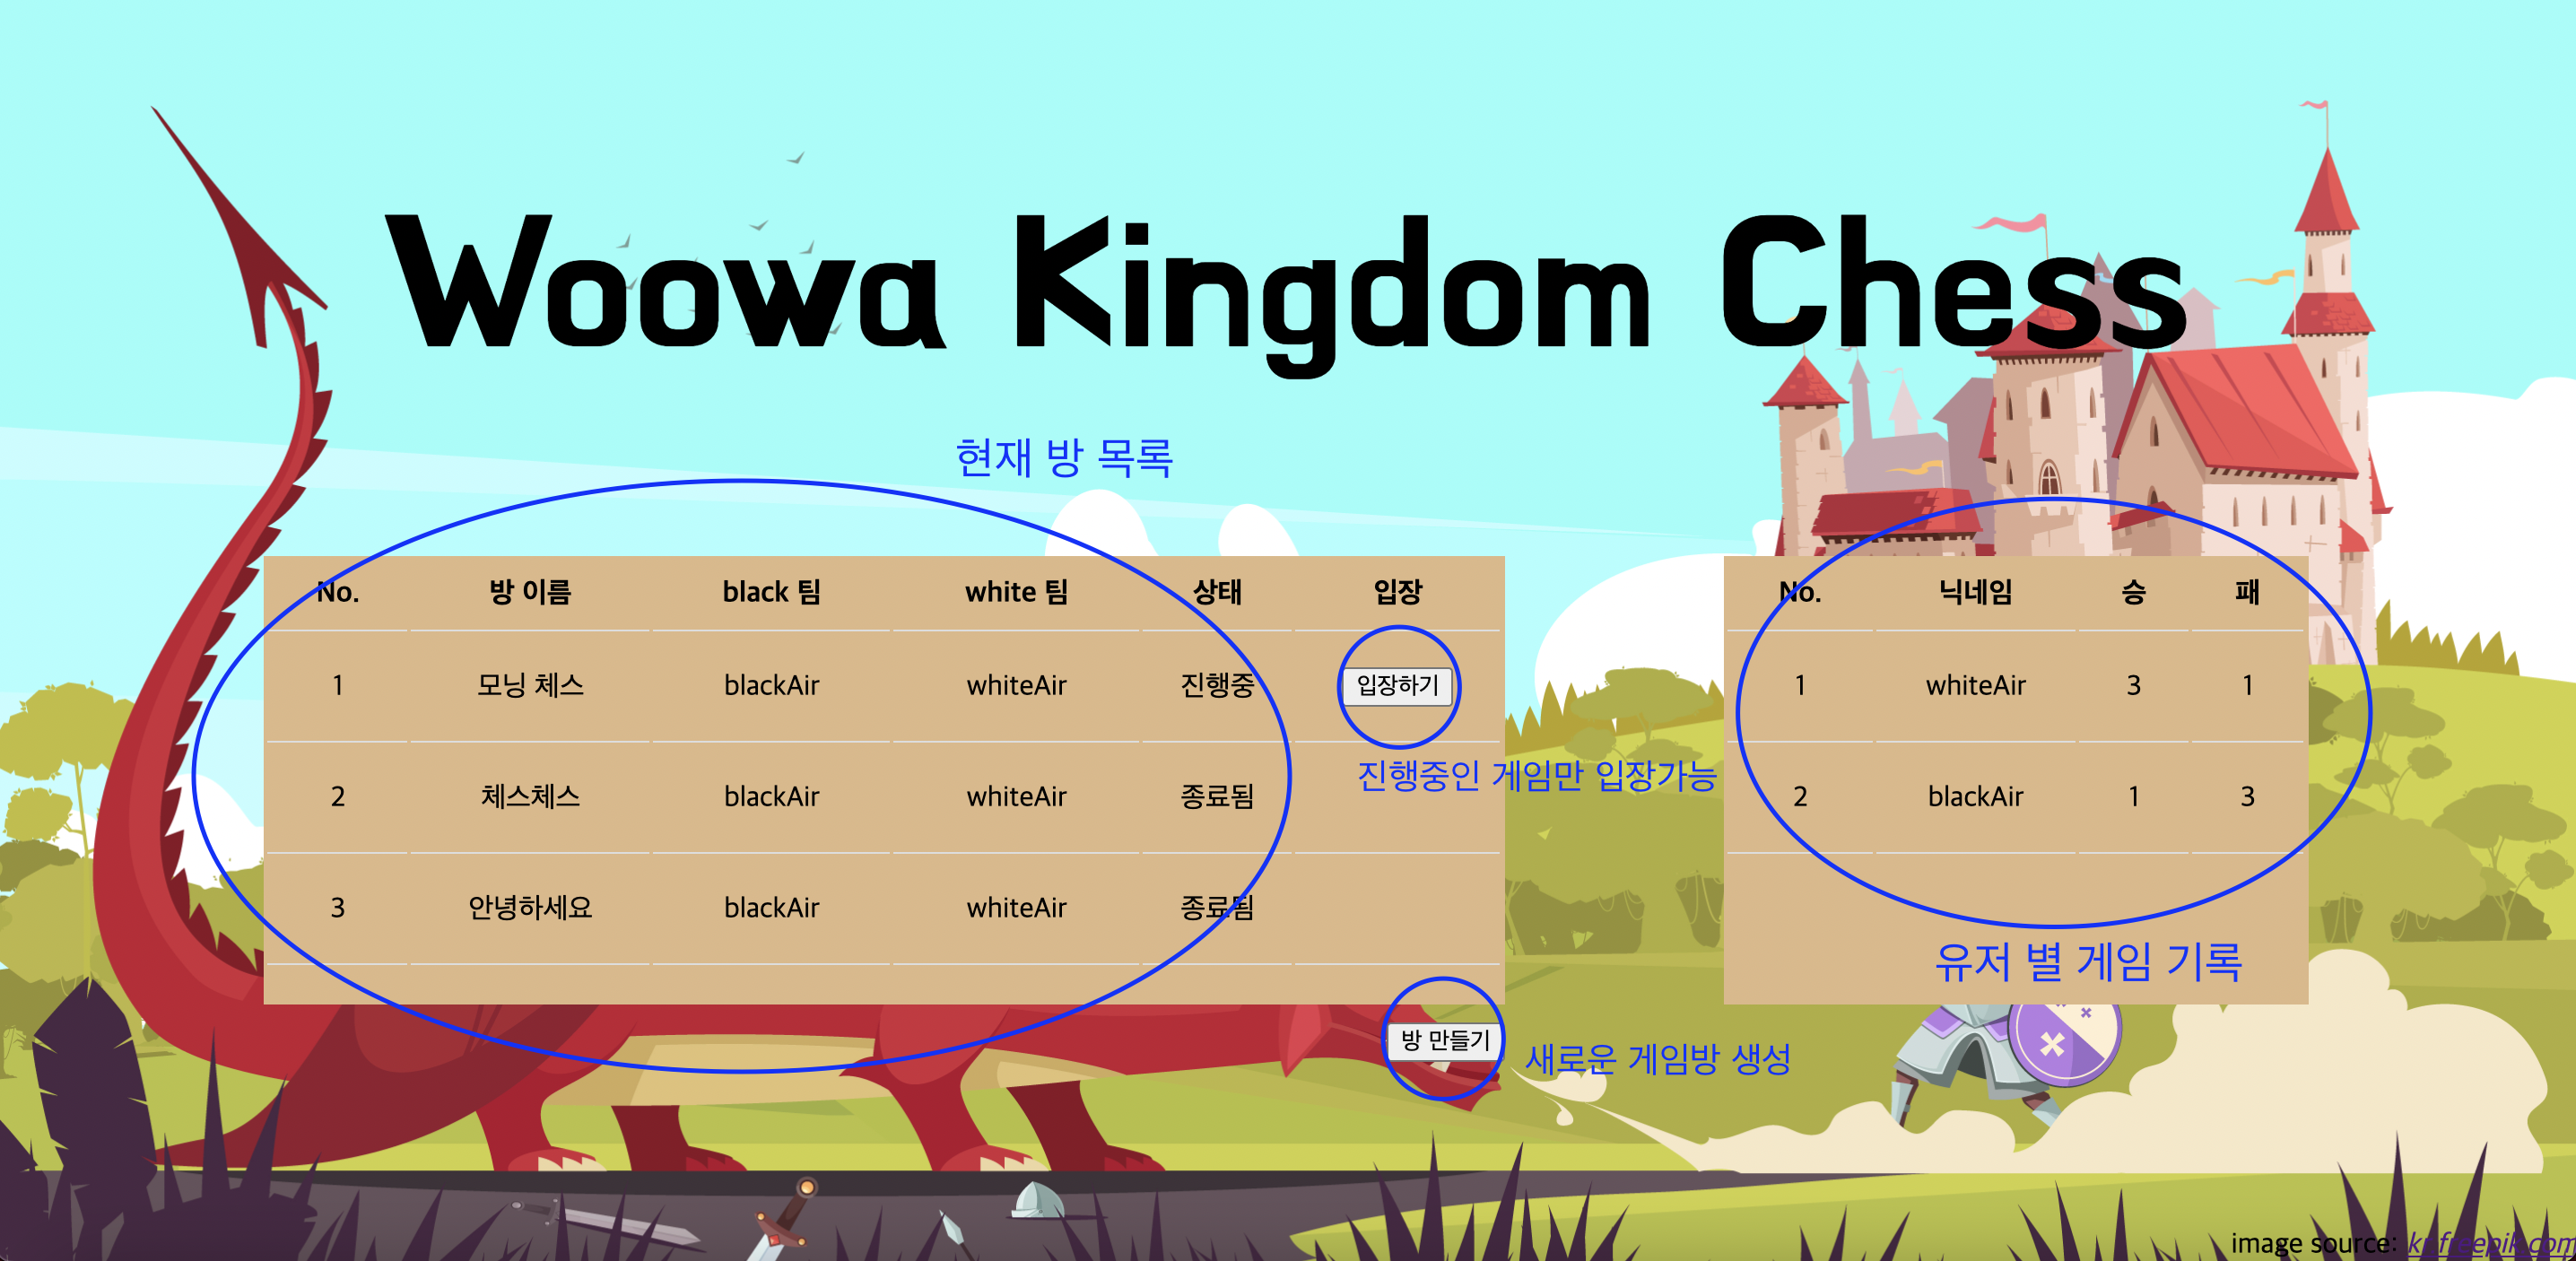 Woowa Kingdom Chess
현재 방 목록
No. 방 이름 black 팀 white 팀 상태 입장
1 모닝 체스 blackAir whiteAir 진행중 입장하기
진행중인 게임만 입장가능
2 체스체스 blackAir whiteAir 종료됨
3 안녕하세요 blackAir whiteAir 종료됨
방 만들기
새로운 게임방 생성
No. 닉네임 승 패
1 whiteAir 3 1
2 blackAir 1 3
유저 별 게임 기록
image source: kr.freepik.com